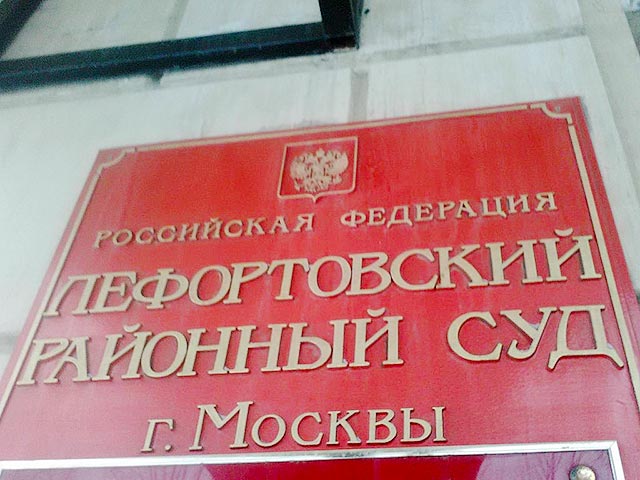 РОССИЙСКАЯ ФЕДЕРАЦИЯ
ЛЕФОРТОВСКИЙ
РАЙОННЫЙ СУД
г. МОСКВЫ